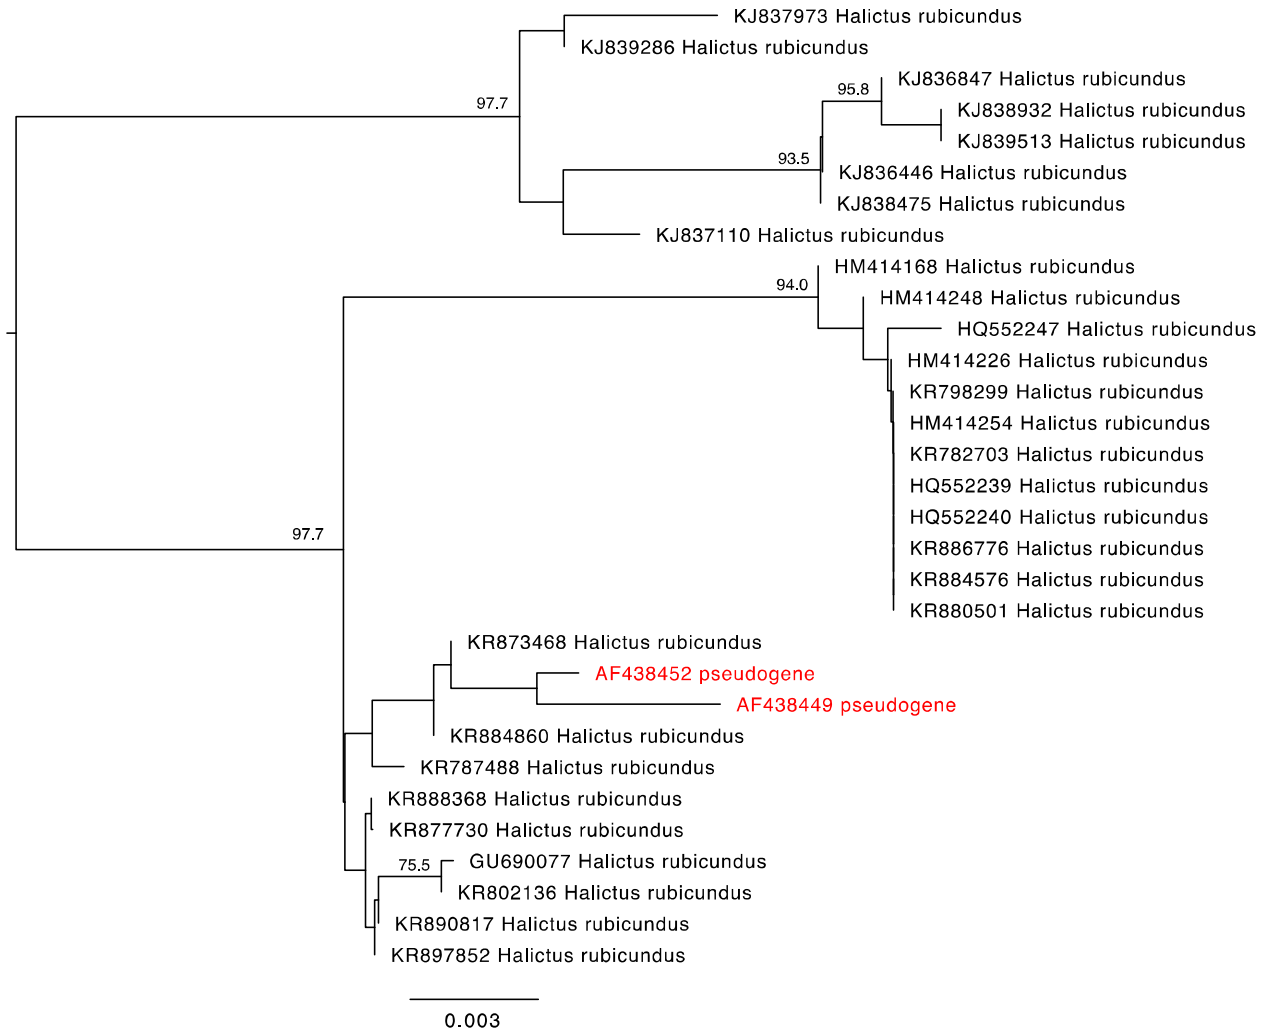 KJ837973 Halictus rubicundus
KJ839286 Halictus rubicundus
KJ836847 Halictus rubicundus
95.8
97.7
KJ838932 Halictus rubicundus
KJ839513 Halictus rubicundus
93.5
KJ836446 Halictus rubicundus
KJ838475 Halictus rubicundus
KJ837110 Halictus rubicundus
HM414168 Halictus rubicundus
94.0
HM414248 Halictus rubicundus
HQ552247 Halictus rubicundus
HM414226 Halictus rubicundus
KR798299 Halictus rubicundus
HM414254 Halictus rubicundus
KR782703 Halictus rubicundus
HQ552239 Halictus rubicundus
HQ552240 Halictus rubicundus
97.7
KR886776 Halictus rubicundus
KR884576 Halictus rubicundus
KR880501 Halictus rubicundus
KR873468 Halictus rubicundus
AF438452 pseudogene
AF438449 pseudogene
KR884860 Halictus rubicundus
KR787488 Halictus rubicundus
KR888368 Halictus rubicundus
KR877730 Halictus rubicundus
GU690077 Halictus rubicundus
75.5
KR802136 Halictus rubicundus
KR890817 Halictus rubicundus
KR897852 Halictus rubicundus
0.003